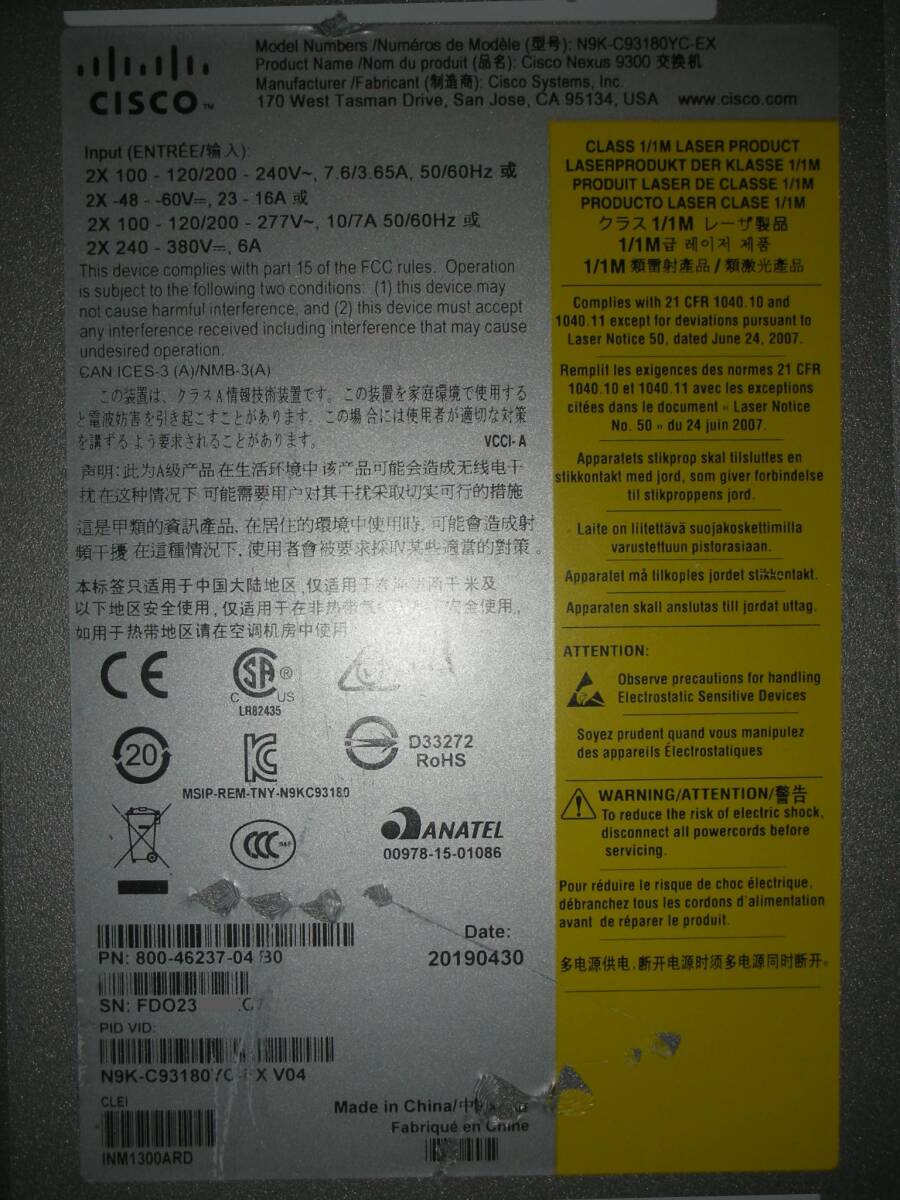 CISCO™
Model Numbers /Numéros de Modèle (型号): N9K-C93180YC-EX
Product Name /Nom du produit (品名): Cisco Nexus 9300 交换机
Manufacturer /Fabricant (制造商): Cisco Systems, Inc.
170 West Tasman Drive, San Jose, CA 95134, USA www.cisco.com
Input (ENTRÉE/输入):
2X 100 - 120/200 - 240V~, 7.6/3.65A, 50/60Hz 或
2X -48 - -60V⎓, 23 - 16A 或
2X 100 - 120/200 - 277V~, 10/7A 50/60Hz 或
2X 240 - 380V⎓, 6A
This device complies with part 15 of the FCC rules. Operation
is subject to the following two conditions: (1) this device may
not cause harmful interference, and (2) this device must accept
any interference received including interference that may cause
undesired operation.
CAN ICES-3 (A)/NMB-3(A)
この装置は、クラスA情報技術装置です。この装置を家庭環境で使用する
と電波妨害を引き起こすことがあります。この場合には使用者が適切な対策
を講ずるよう要求されることがあります。 VCCI-A
声明:此为A级产品在生活环境中该产品可能会造成无线电干
扰在这种情况下可能需要用户对其干扰采取切实可行的措施
這是甲類的資訊產品, 在居住的環境中使用時, 可能會造成射
頻干擾 在這種情況下, 使用者會被要求採取某些適當的對策。
本标签只适用于中国大陆地区,仅适用于 千米及
以下地区安全使用,仅适用于在非热带 安全使用,
如用于热带地区请在空调机房中使用
CE
SA ®
C US
LR82435
20
MSIP-REM-TNY-N9KC93180
D33272
RoHS
CCC S&E
ANATEL
00978-15-01086
PN: 800-46237-04 B0
Date:
20190430
SN: FDO23
PID VID:
N9K-C93180YC-EX V04
CLEI
INM1300ARD
Made in China/中
Fabriqué en Chine
CLASS 1/1M LASER PRODUCT
LASERPRODUKT DER KLASSE 1/1M
PRODUIT LASER DE CLASSE 1/1M
PRODUCTO LASER CLASE 1/1M
クラス 1/1M レーザ製品
1/1M급 레이저 제품
1/1M 類雷射產品 / 類激光產品
Complies with 21 CFR 1040.10 and
1040.11 except for deviations pursuant to
Laser Notice 50, dated June 24, 2007.
Remplit les exigences des normes 21 CFR
1040.10 et 1040.11 avec les exceptions
citées dans le document « Laser Notice
No. 50 » du 24 juin 2007.
Apparatets stikprop skal tilsluttes en
slikkontakt med jord, som giver forbindelse
til stikproppens jord.
Laite on liitettävä suojakoskettimilla
varustettuun pistorasiaan.
Apparatet må tilkoples jordet stikkontakt.
Apparaten skall anslutas till jordat uttag.
ATTENTION:
Observe precautions for handling
Electrostatic Sensitive Devices
Soyez prudent quand vous manipulez
des appareils Électrostatiques
WARNING/ATTENTION/警告
To reduce the risk of electric shock,
disconnect all powercords before
servicing.
Pour réduire le risque de choc électrique,
débranchez tous les cordons d'alimentation
avant de réparer le produit.
多电源供电,断开电源时须多电源同时断开。